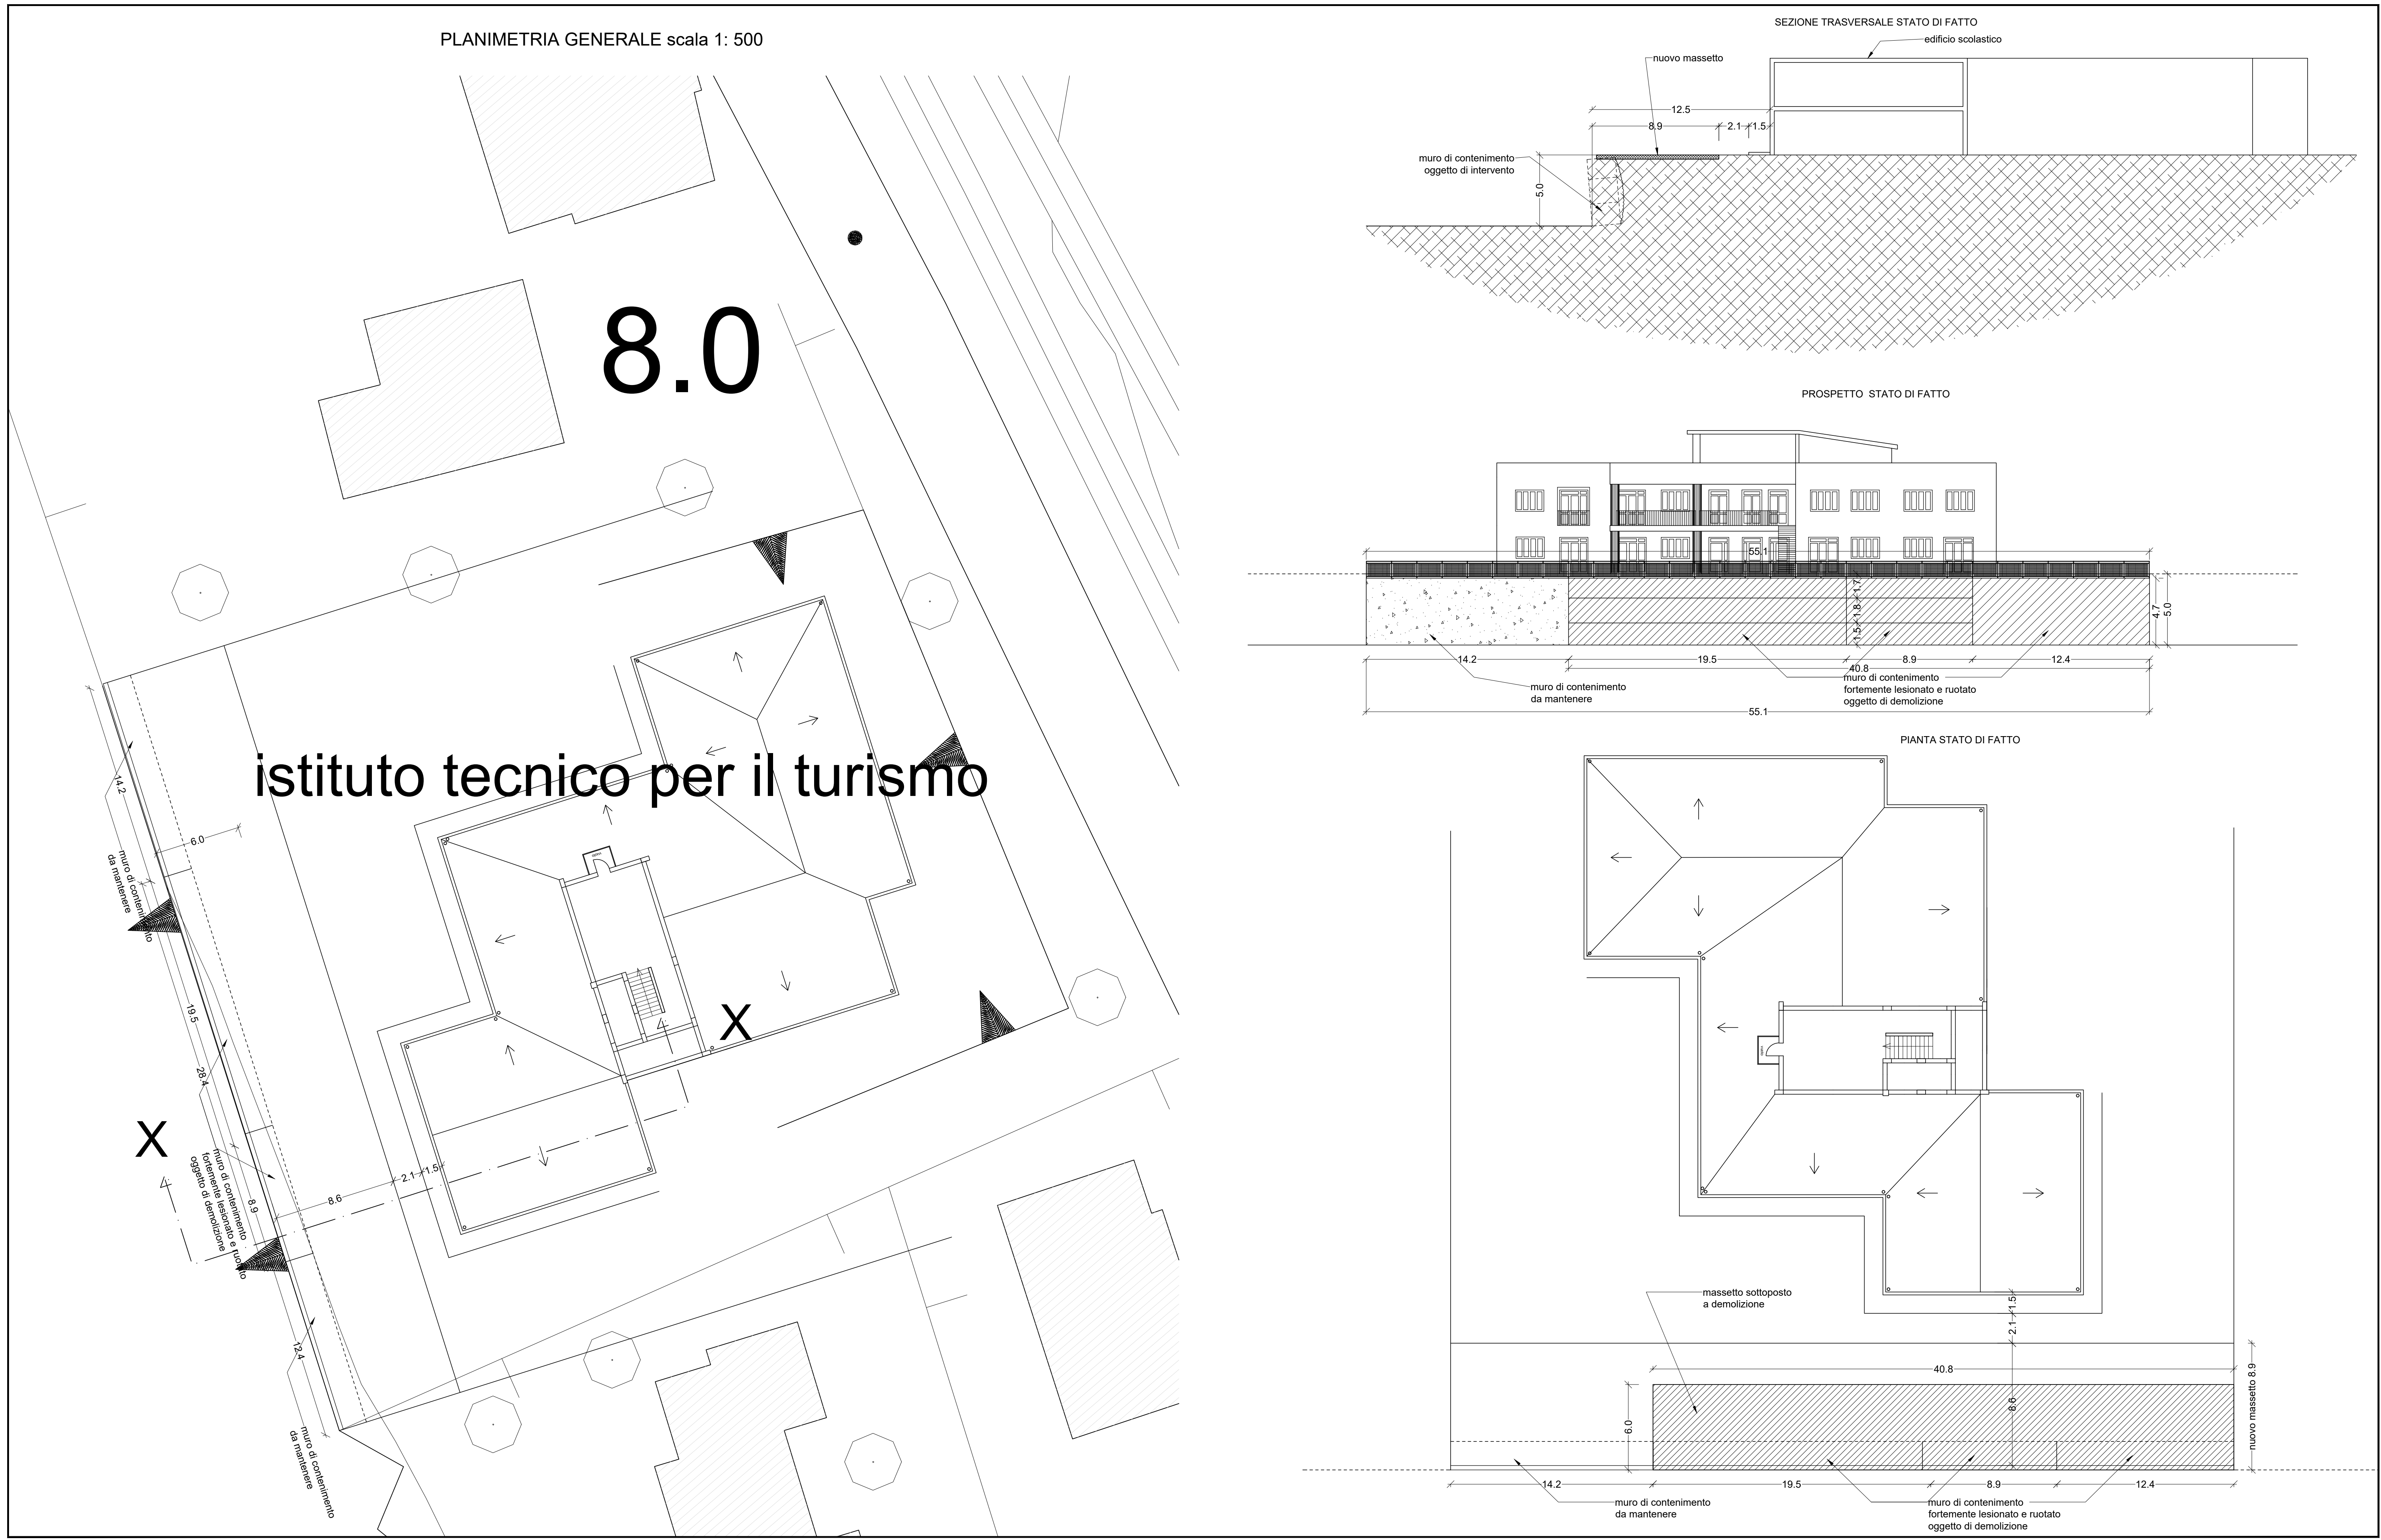 PLANIMETRIA GENERALE scala 1: 500
8.0
istituto tecnico per il turismo
14.2
6.0
muro di contenimento
da mantenere
19.5
28.4
X
X
muro di contenimento
fortemente lesionato e ruotato
oggetto di demolizione
8.9
8.6
2.1
1.5
12.4
muro di contenimento
da mantenere
SEZIONE TRASVERSALE STATO DI FATTO
edificio scolastico
nuovo massetto
12.5
8.9
2.1
1.5
muro di contenimento
oggetto di intervento
5.0
PROSPETTO STATO DI FATTO
55.1
1.7
1.8
1.5
4.7
5.0
14.2
19.5
8.9
12.4
40.8
muro di contenimento
da mantenere
muro di contenimento
fortemente lesionato e ruotato
oggetto di demolizione
55.1
PIANTA STATO DI FATTO
massetto sottoposto
a demolizione
1.5
2.1
40.8
8.6
6.0
nuovo massetto 8.9
14.2
19.5
8.9
12.4
muro di contenimento
da mantenere
muro di contenimento
fortemente lesionato e ruotato
oggetto di demolizione